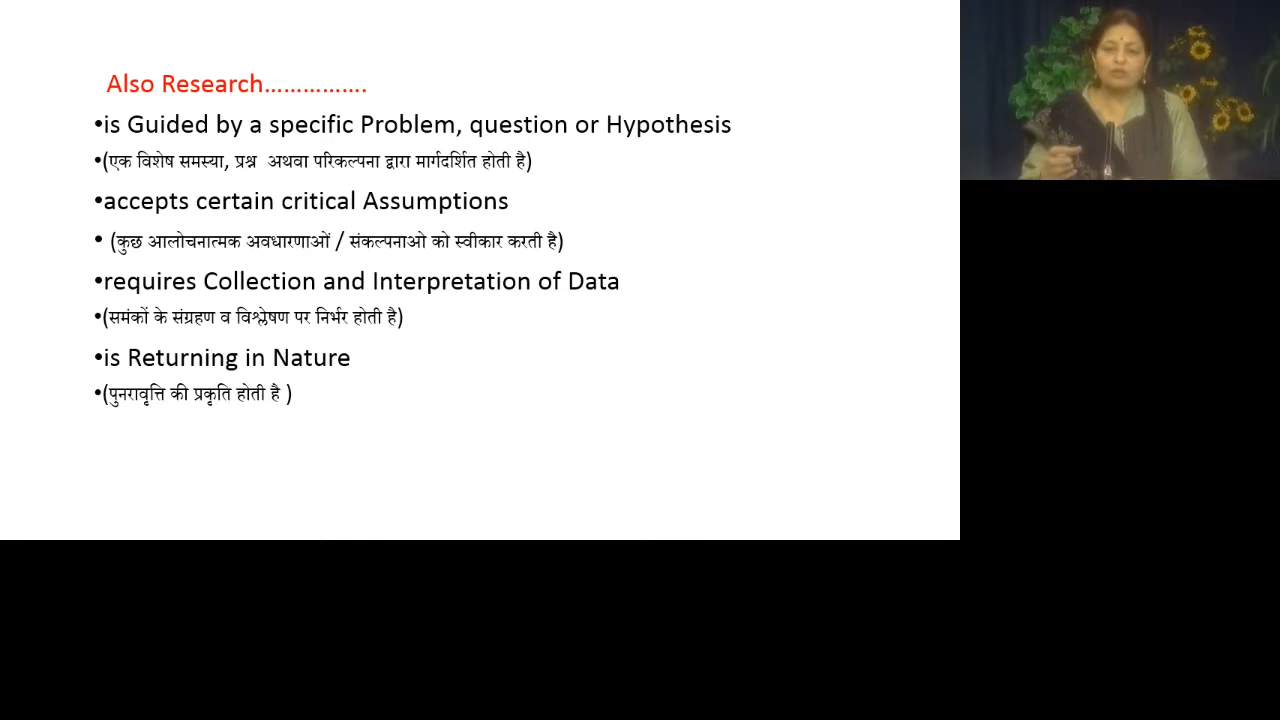 Also Research…………….
•is Guided by a specific Problem, question or Hypothesis
•(एक विशेष समस्या, प्रश्न अथवा परिकल्पना द्वारा मार्गदर्शित होती है)
•accepts certain critical Assumptions
• (कुछ आलोचनात्मक अवधारणाओं / संकल्पनाओ को स्वीकार करती है)
•requires Collection and Interpretation of Data
•(समंकों के संग्रहण व विश्लेषण पर निर्भर होती है)
•is Returning in Nature
•(पुनरावृत्ति की प्रकृति होती है )